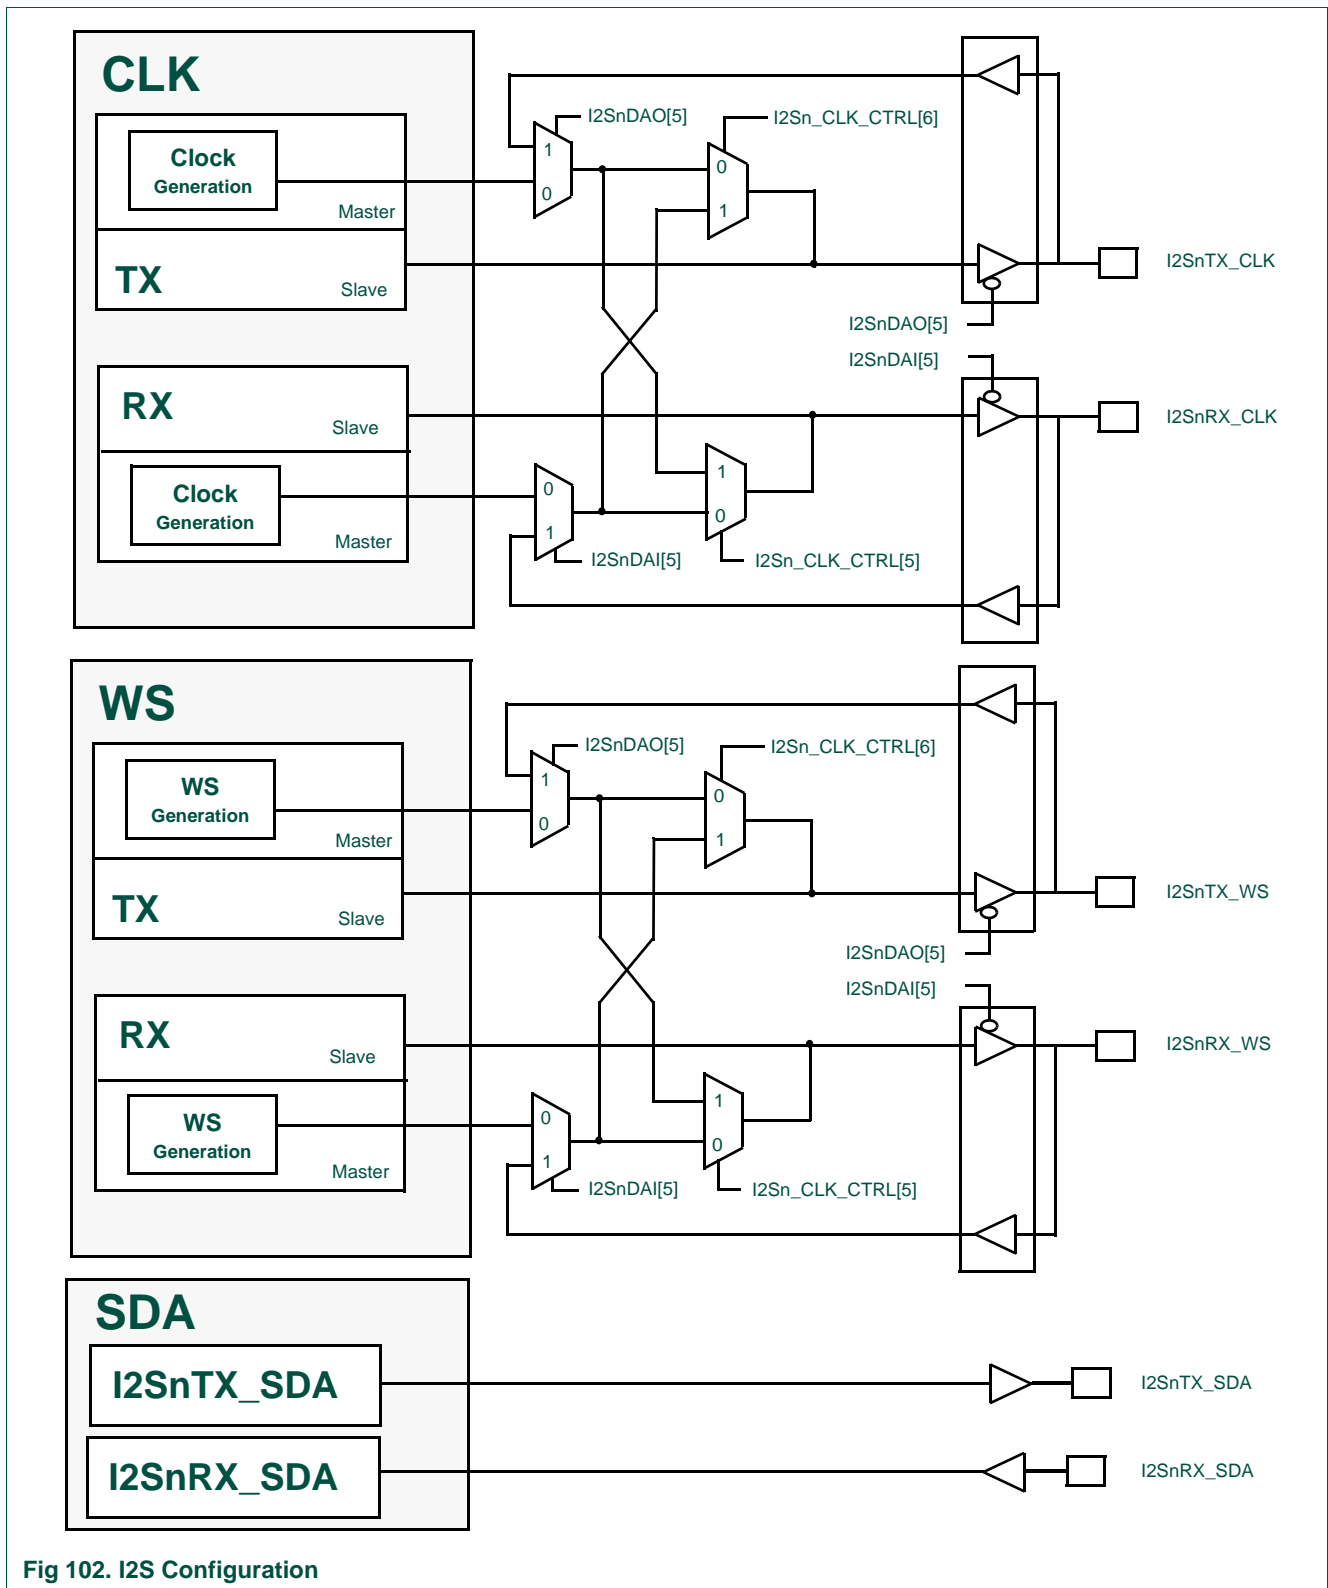 CLK
I2SnDAO[5]
I2Sn_CLK_CTRL[6]
Clock
Generation
1
0
0
1
Master
TX
Slave
I2SnTX_CLK
I2SnDAO[5]
I2SnDAI[5]
RX
Slave
I2SnRX_CLK
Clock
Generation
0
1
1
0
Master
I2SnDAI[5]
I2Sn_CLK_CTRL[5]
WS
I2SnDAO[5]
I2Sn_CLK_CTRL[6]
WS
Generation
1
0
0
1
Master
TX
Slave
I2SnTX_WS
I2SnDAO[5]
I2SnDAI[5]
RX
Slave
I2SnRX_WS
WS
Generation
0
1
1
0
Master
I2SnDAI[5]
I2Sn_CLK_CTRL[5]
SDA
I2SnTX_SDA
I2SnTX_SDA
I2SnRX_SDA
I2SnRX_SDA
Fig 102. I2S Configuration